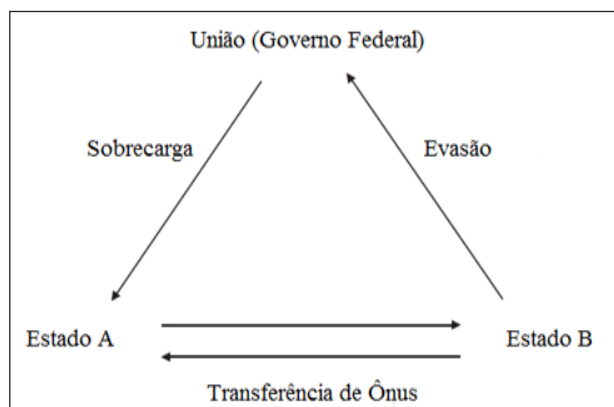 União (Governo Federal)
Sobrecarga
Evasão
Estado A
Estado B
Transferência de Ônus